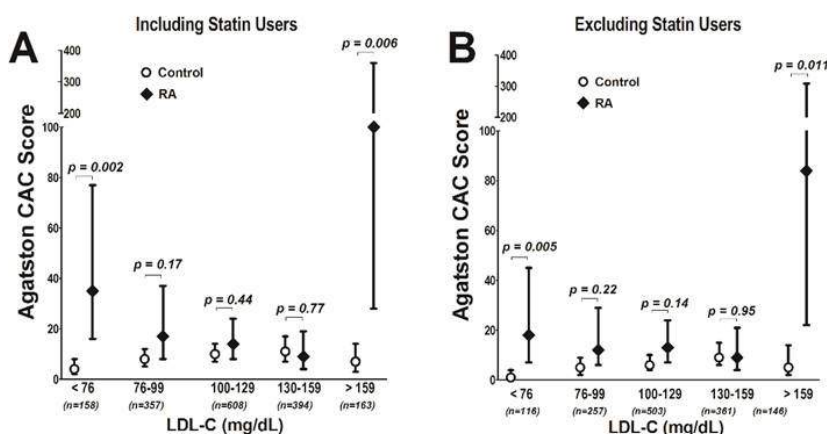 A
Including Statin Users
p = 0.006
400
300
200
Control
RA
Agatston CAC Score
100
80
60
40
20
0
p = 0.002
p = 0.17
p = 0.44
p = 0.77
< 76
76-99
100-129
130-159
> 159
(n=158)
(n=357)
(n=608)
(n=394)
(n=163)
LDL-C (mg/dL)
B
Excluding Statin Users
p = 0.011
400
300
200
Control
RA
Agatston CAC Score
100
80
60
40
20
0
p = 0.005
p = 0.22
p = 0.14
p = 0.95
< 76
76-99
100-129
130-159
> 159
(n=116)
(n=257)
(n=503)
(n=361)
(n=146)
LDL-C (mg/dL)